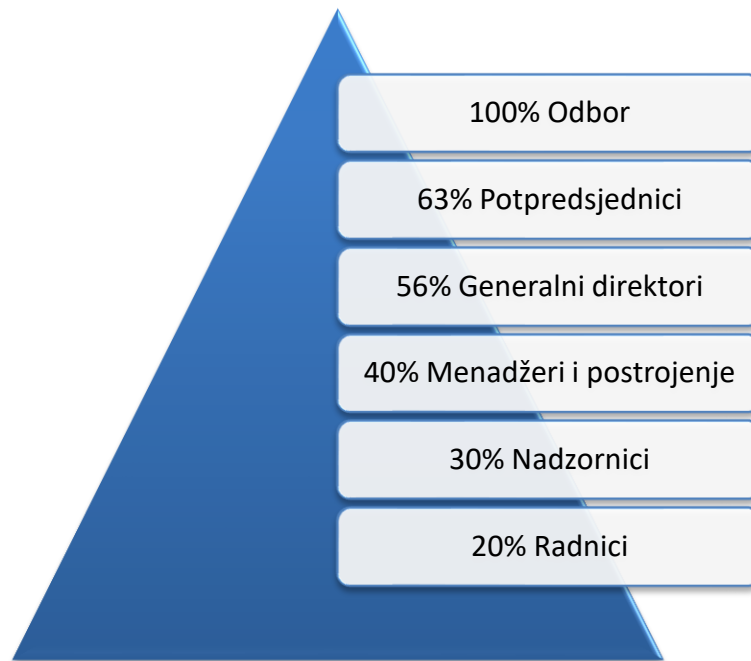 100% Odbor
63% Potpredsjednici
56% Generalni direktori
40% Menadžeri i postrojenje
30% Nadzornici
20% Radnici